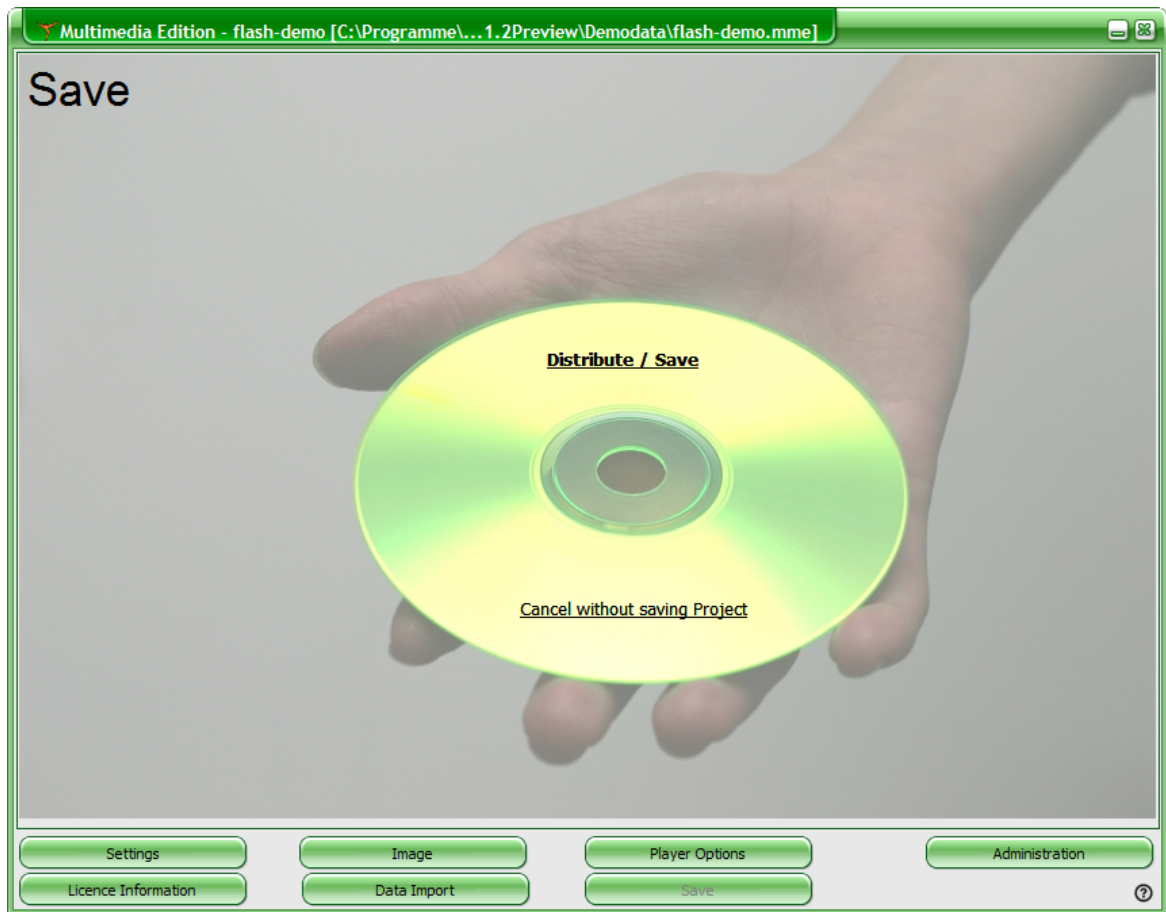 Multimedia Edition - flash-demo [C:\Programme\...1.2Preview\Demodata\flash-demo.mme]
Save
Distribute / Save
Cancel without saving Project
Settings
Image
Player Options
Administration
Licence Information
Data Import
Save
?